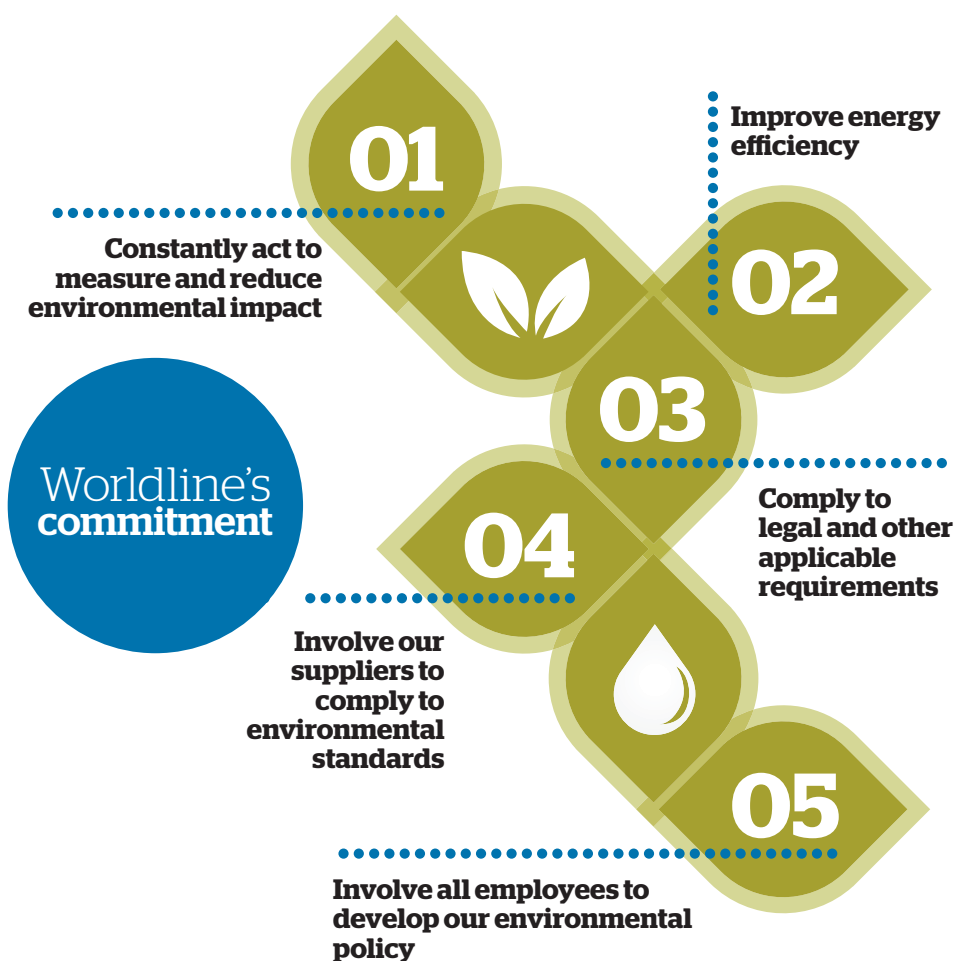 01
Constantly act to
measure and reduce
environmental impact
Improve energy
efficiency
02
03
Comply to
legal and other
applicable
requirements
Worldline's
commitment
04
Involve our
suppliers to
comply to
environmental
standards
05
Involve all employees to
develop our environmental
policy